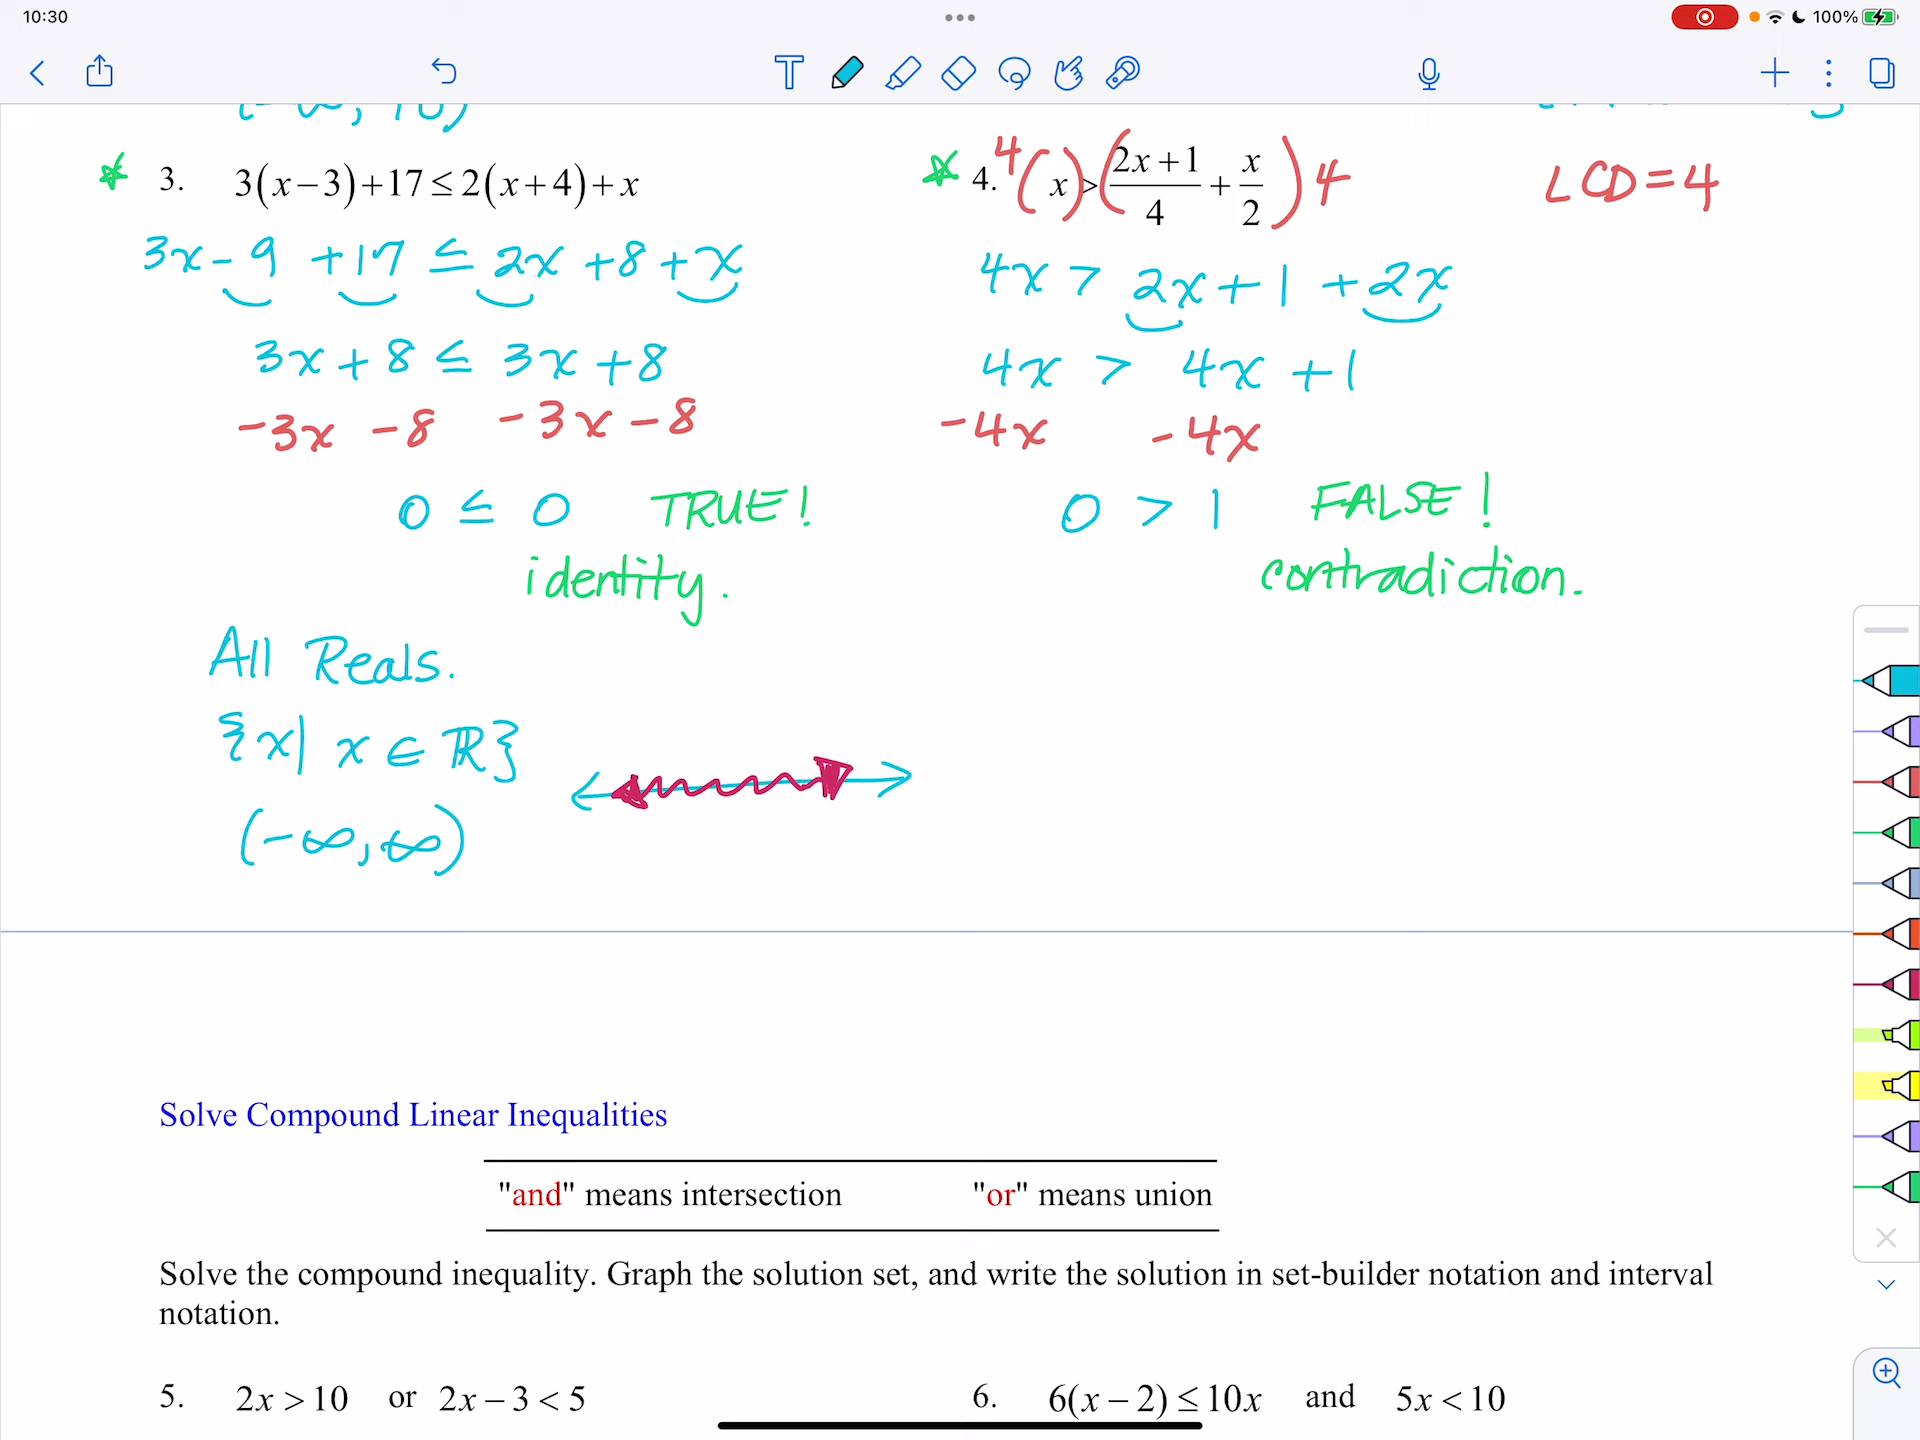 10:30
100%
3. 3(x−3)+17≤2(x+4)+x
3x-9 +17 ≤ 2x +8 + x
3x + 8 ≤ 3x +8
-3x -8 -3x -8
0 ≤ 0 TRUE!
identity.
All Reals.
{x| x ∈ ℝ}
(-∞, ∞)
4. 4(x)>(2x+1/4 + x/2)4
LCD=4
4x > 2x+1 +2x
4x > 4x +1
-4x -4x
0 > 1 FALSE!
contradiction.
Solve Compound Linear Inequalities
"and" means intersection "or" means union
Solve the compound inequality. Graph the solution set, and write the solution in set-builder notation and interval
notation.
5. 2x > 10 or 2x − 3 < 5
6. 6(x − 2) ≤ 10x and 5x < 10